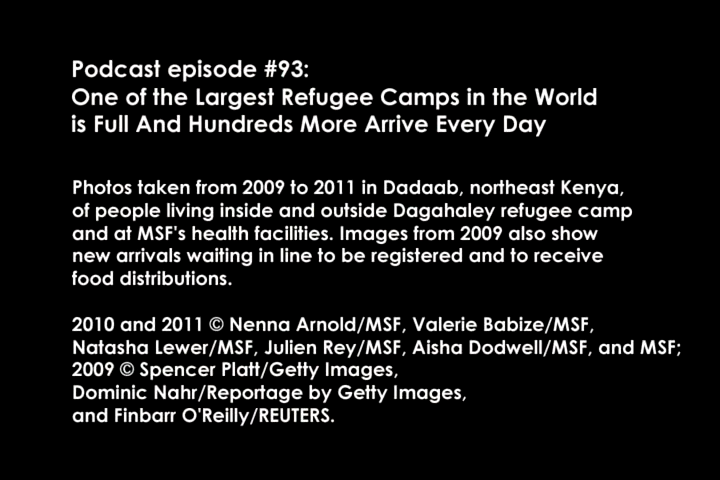 Podcast episode #93:
One of the Largest Refugee Camps in the World
is Full And Hundreds More Arrive Every Day
Photos taken from 2009 to 2011 in Dadaab, northeast Kenya,
of people living inside and outside Dagahaley refugee camp
and at MSF's health facilities. Images from 2009 also show
new arrivals waiting in line to be registered and to receive
food distributions.
2010 and 2011 © Nenna Arnold/MSF, Valerie Babize/MSF,
Natasha Lewer/MSF, Julien Rey/MSF, Aisha Dodwell/MSF, and MSF;
2009 © Spencer Platt/Getty Images,
Dominic Nahr/Reportage by Getty Images,
and Finbarr O'Reilly/REUTERS.